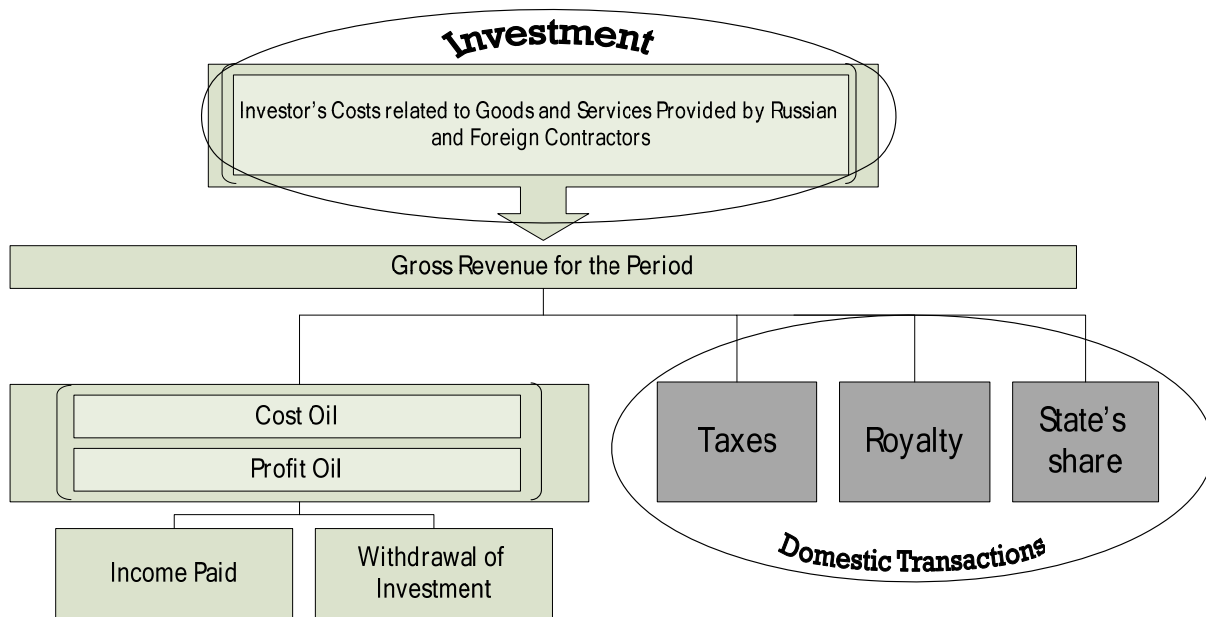 Investment
Investor's Costs related to Goods and Services Provided by Russian
and Foreign Contractors
Gross Revenue for the Period
Cost Oil
Profit Oil
Income Paid
Withdrawal of
Investment
Taxes
Royalty
State's
share
Domestic Transactions